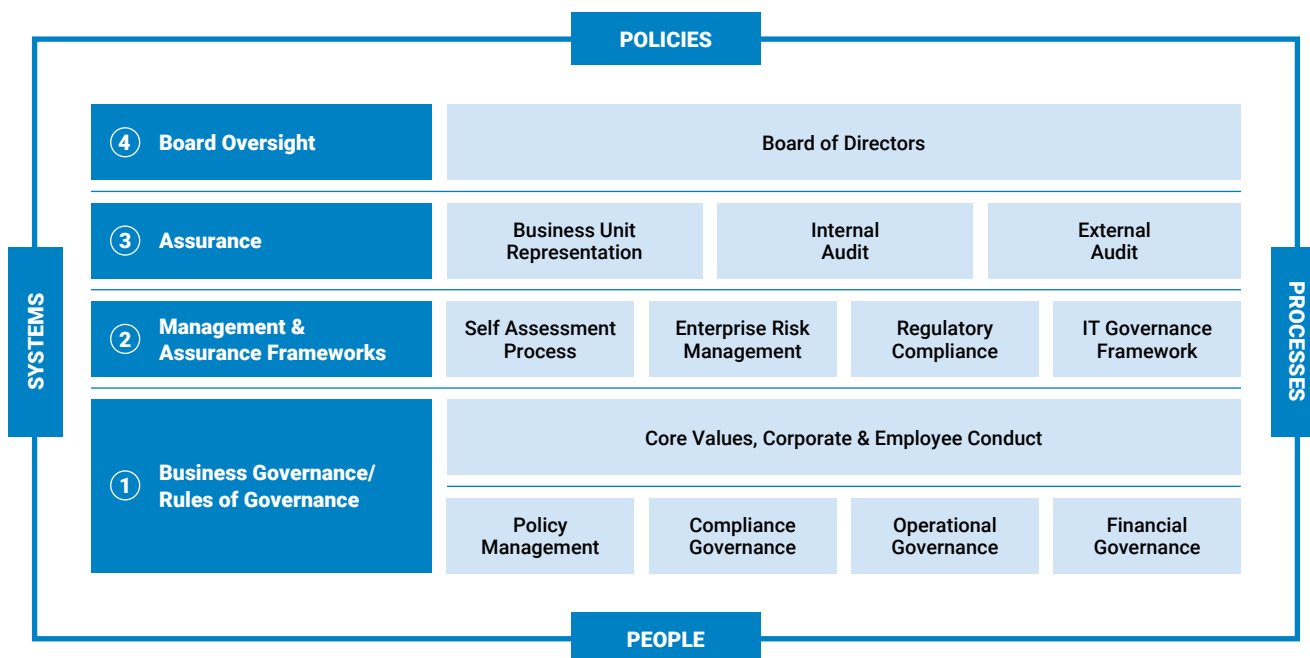 POLICIES
4
Board Oversight
Board of Directors
3
Assurance
Business Unit
Representation
Internal
Audit
External
Audit
SYSTEMS
PROCESSES
2
Management &
Assurance Frameworks
Self Assessment
Process
Enterprise Risk
Management
Regulatory
Compliance
IT Governance
Framework
1
Business Governance/
Rules of Governance
Core Values, Corporate & Employee Conduct
Policy
Management
Compliance
Governance
Operational
Governance
Financial
Governance
PEOPLE